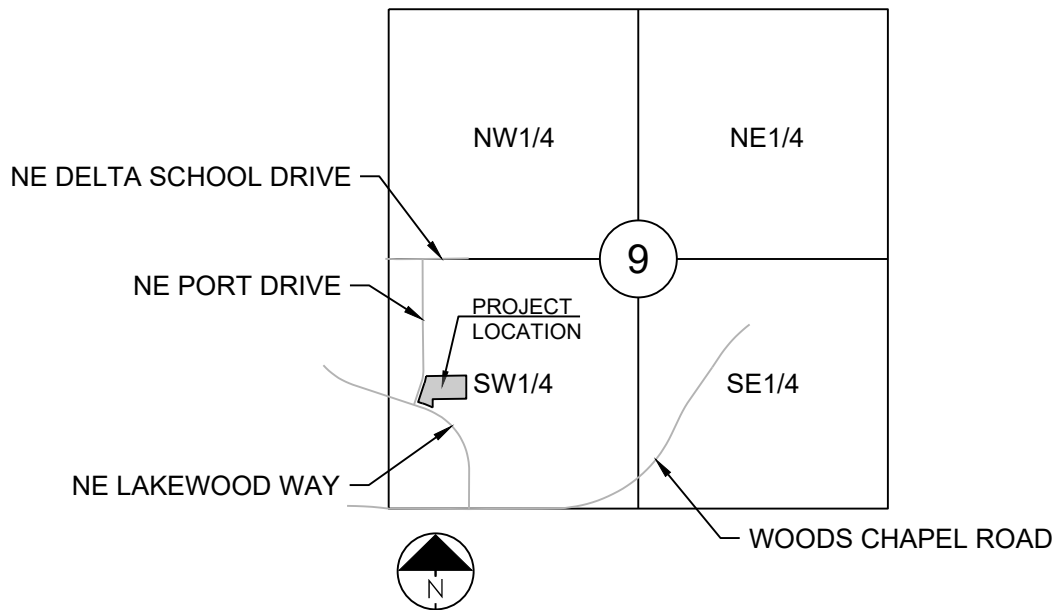 NW1/4
NE1/4
NE DELTA SCHOOL DRIVE
9
NE PORT DRIVE
PROJECT
LOCATION
SW1/4
SE1/4
NE LAKEWOOD WAY
WOODS CHAPEL ROAD
N